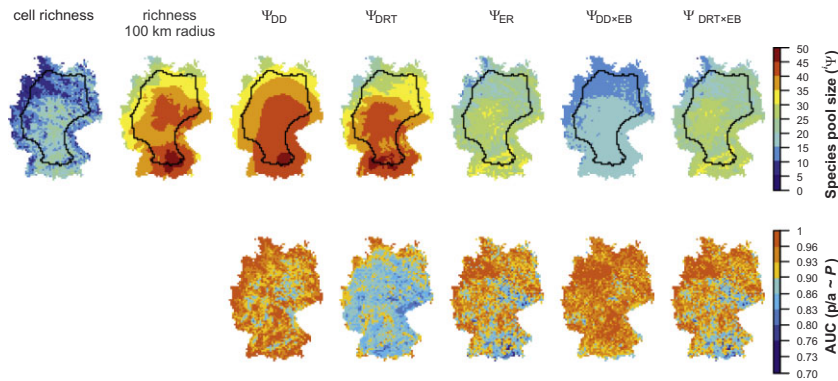 cell richness
richness
100 km radius
Ψ_DD
Ψ_DRT
Ψ_ER
Ψ_DD×EB
Ψ DRT×EB
50
45
40
35
30
25
20
15
10
5
0
Species pool size (ⁱΨ)
1
0.96
0.93
0.90
0.86
0.83
0.80
0.76
0.73
0.70
AUC (p/a ~ P)